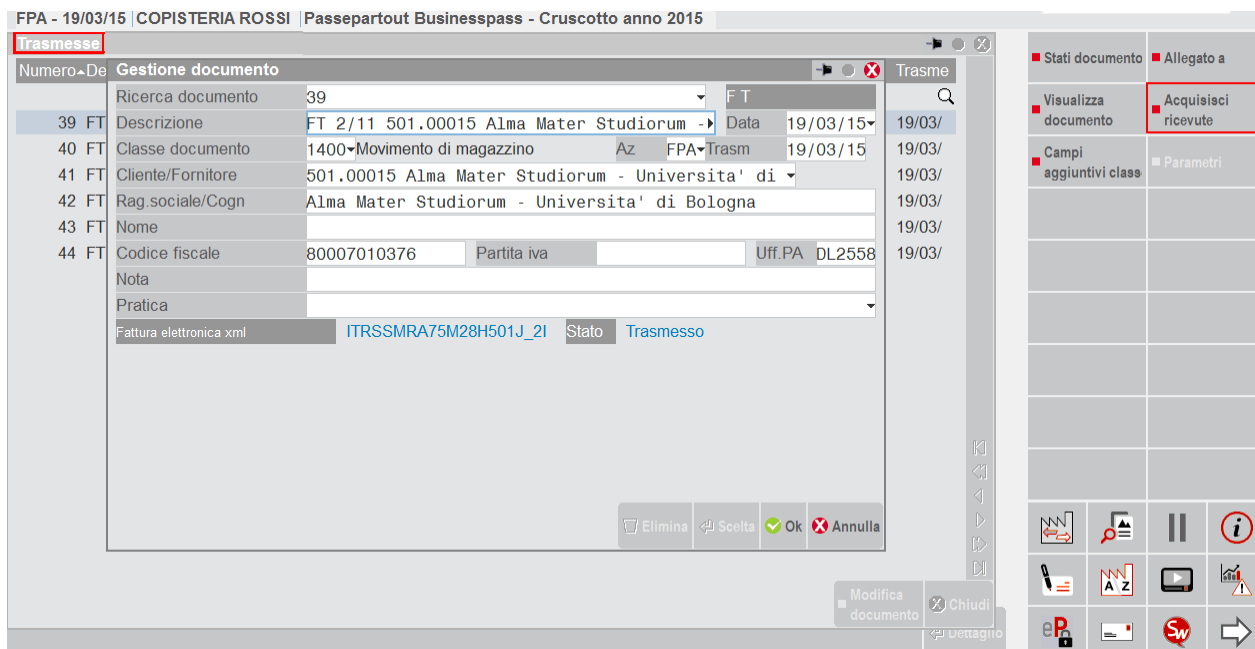 FPA - 19/03/15 COPISTERIA ROSSI Passepartout Businesspass - Cruscotto anno 2015
Trasmesse
Numero De Gestione documento Trasme
Ricerca documento 39 F T
39 FT Descrizione FT 2/11 501.00015 Alma Mater Studiorum - Data 19/03/15 19/03/
40 FT Classe documento 1400 Movimento di magazzino Az FPA Trasm 19/03/15 19/03/
41 FT Cliente/Fornitore 501.00015 Alma Mater Studiorum - Universita' di 19/03/
42 FT Rag.sociale/Cogn Alma Mater Studiorum - Universita' di Bologna 19/03/
43 FT Nome 19/03/
44 FT Codice fiscale 80007010376 Partita iva Uff.PA DL2558 19/03/
Nota
Pratica
Fattura elettronica xml ITRSSMRA75M28H501J_2I Stato Trasmesso
Elimina Scelta Ok Annulla
Modifica
documento
Chiudi
Dettaglio
Stati documento Allegato a
Visualizza
documento
Acquisisci
ricevute
Campi
aggiuntivi class
Parametri
i
A Z
eP
Sw